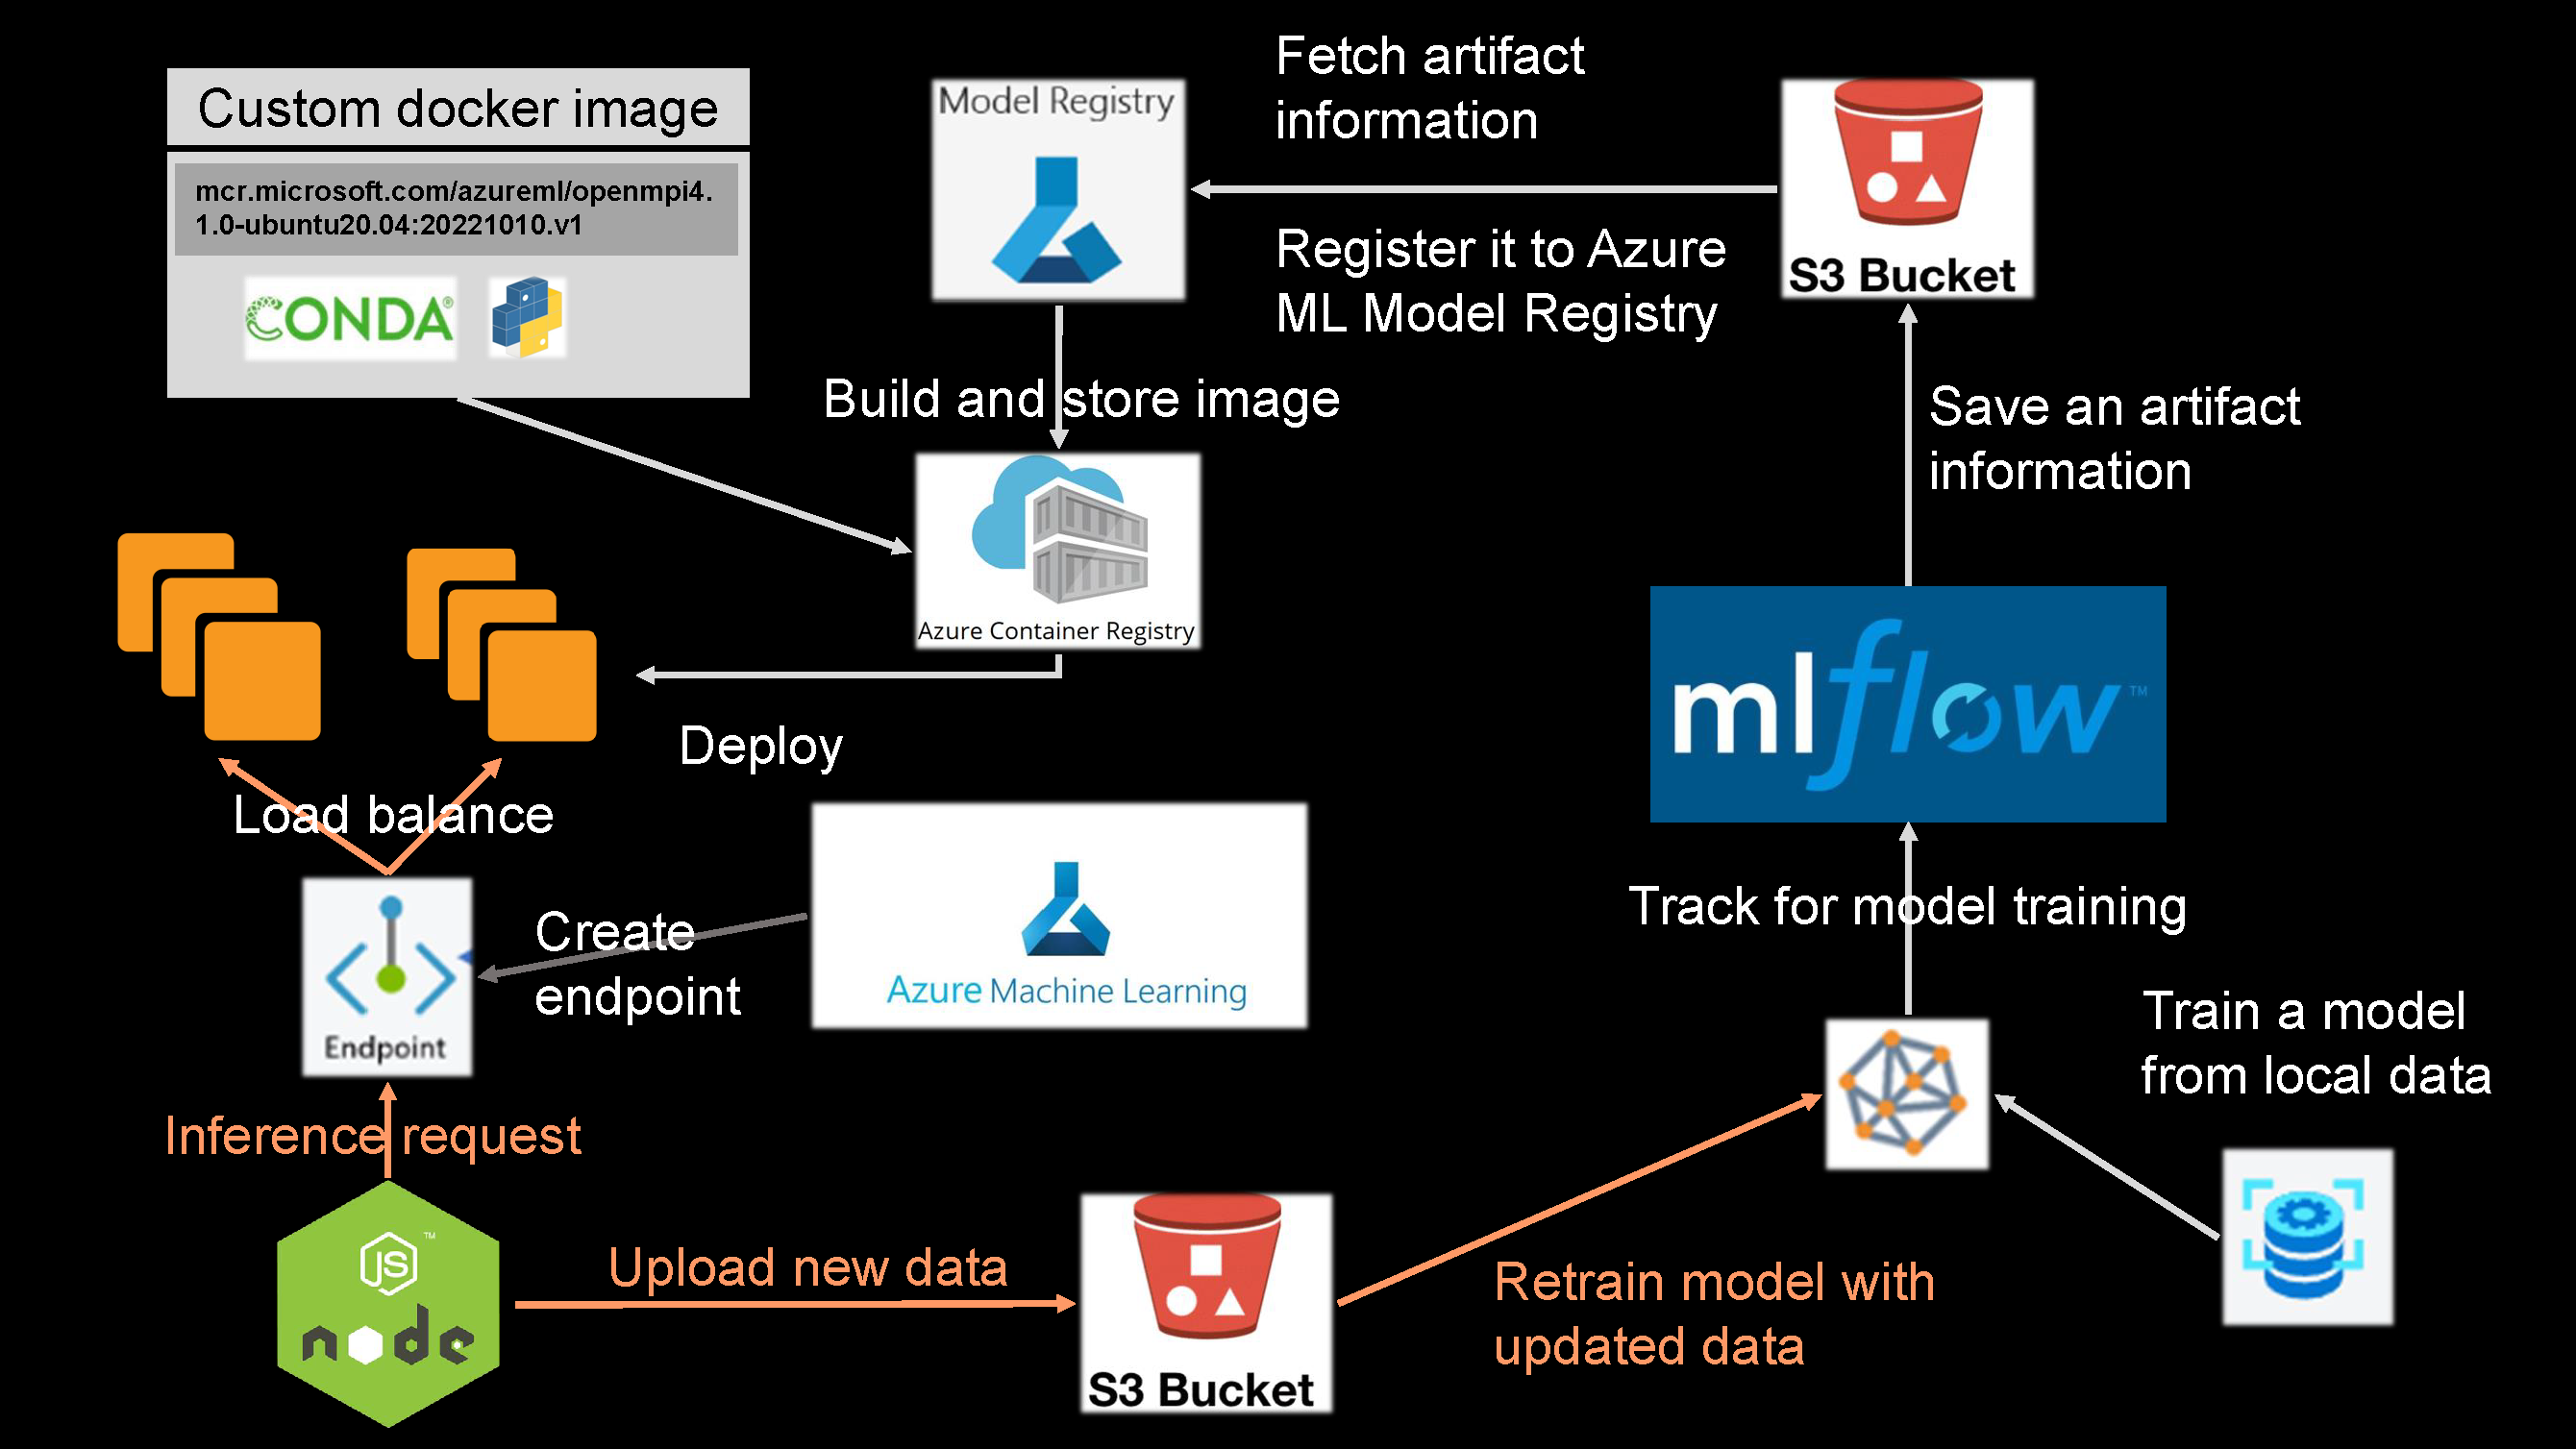 Custom docker image
mcr.microsoft.com/azureml/openmpi4.
1.0-ubuntu20.04:20221010.v1
CONDA®
Model Registry
Fetch artifact
information
Register it to Azure
ML Model Registry
S3 Bucket
Build and store image
Save an artifact
information
Azure Container Registry
Deploy
mlflow™
Load balance
Create
endpoint
Endpoint
Azure Machine Learning
Track for model training
Train a model
from local data
Inference request
JS™
node
Upload new data
S3 Bucket
Retrain model with
updated data